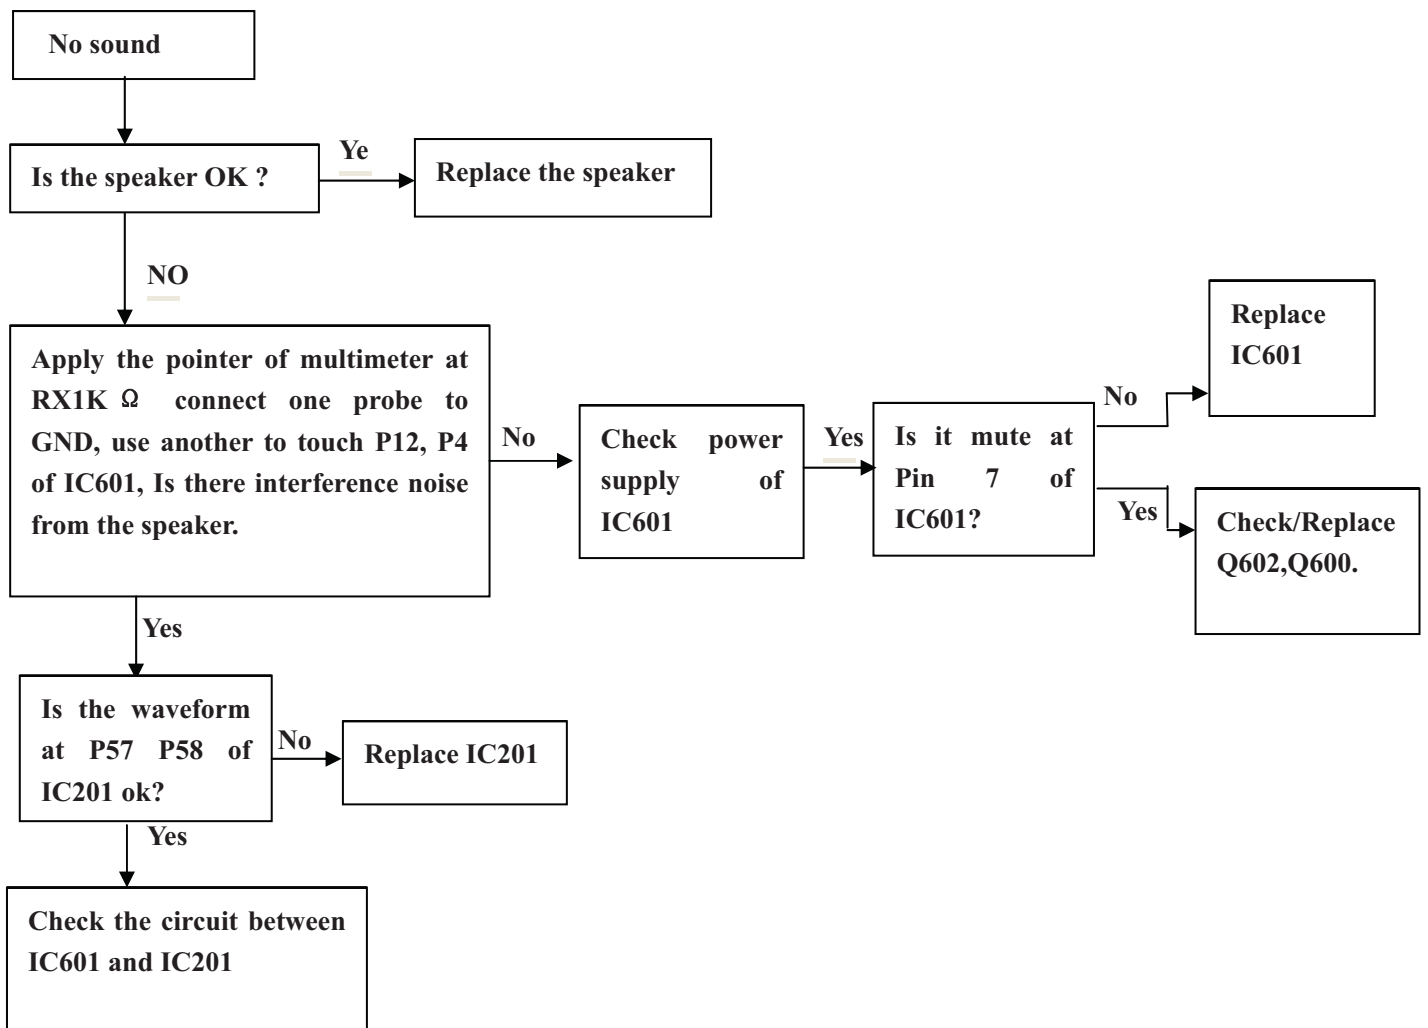 No sound
Is the speaker OK ?
Ye
Replace the speaker
NO
Apply the pointer of multimeter at
RX1K Ω connect one probe to
GND, use another to touch P12, P4
of IC601, Is there interference noise
from the speaker.
No
Check power
supply of
IC601
Yes
Is it mute at
Pin 7 of
IC601?
No
Replace
IC601
Yes
Check/Replace
Q602,Q600.
Yes
Is the waveform
at P57 P58 of
IC201 ok?
No
Replace IC201
Yes
Check the circuit between
IC601 and IC201